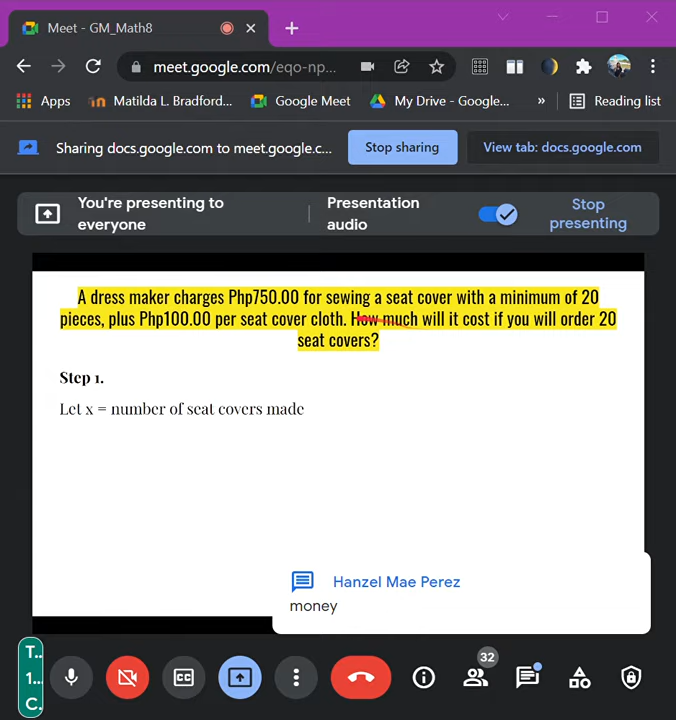 Meet - GM_Math8
meet.google.com/eqo-np...
Apps
Matilda L. Bradford...
Google Meet
My Drive - Google...
»
Reading list
Sharing docs.google.com to meet.google.c...
Stop sharing
View tab: docs.google.com
You're presenting to
everyone
Presentation
audio
Stop
presenting
A dress maker charges Php750.00 for sewing a seat cover with a minimum of 20
pieces, plus Php100.00 per seat cover cloth. How much will it cost if you will order 20
seat covers?
Step 1.
Let x = number of seat covers made
Hanzel Mae Perez
money
T..
1...
C.
CC
32